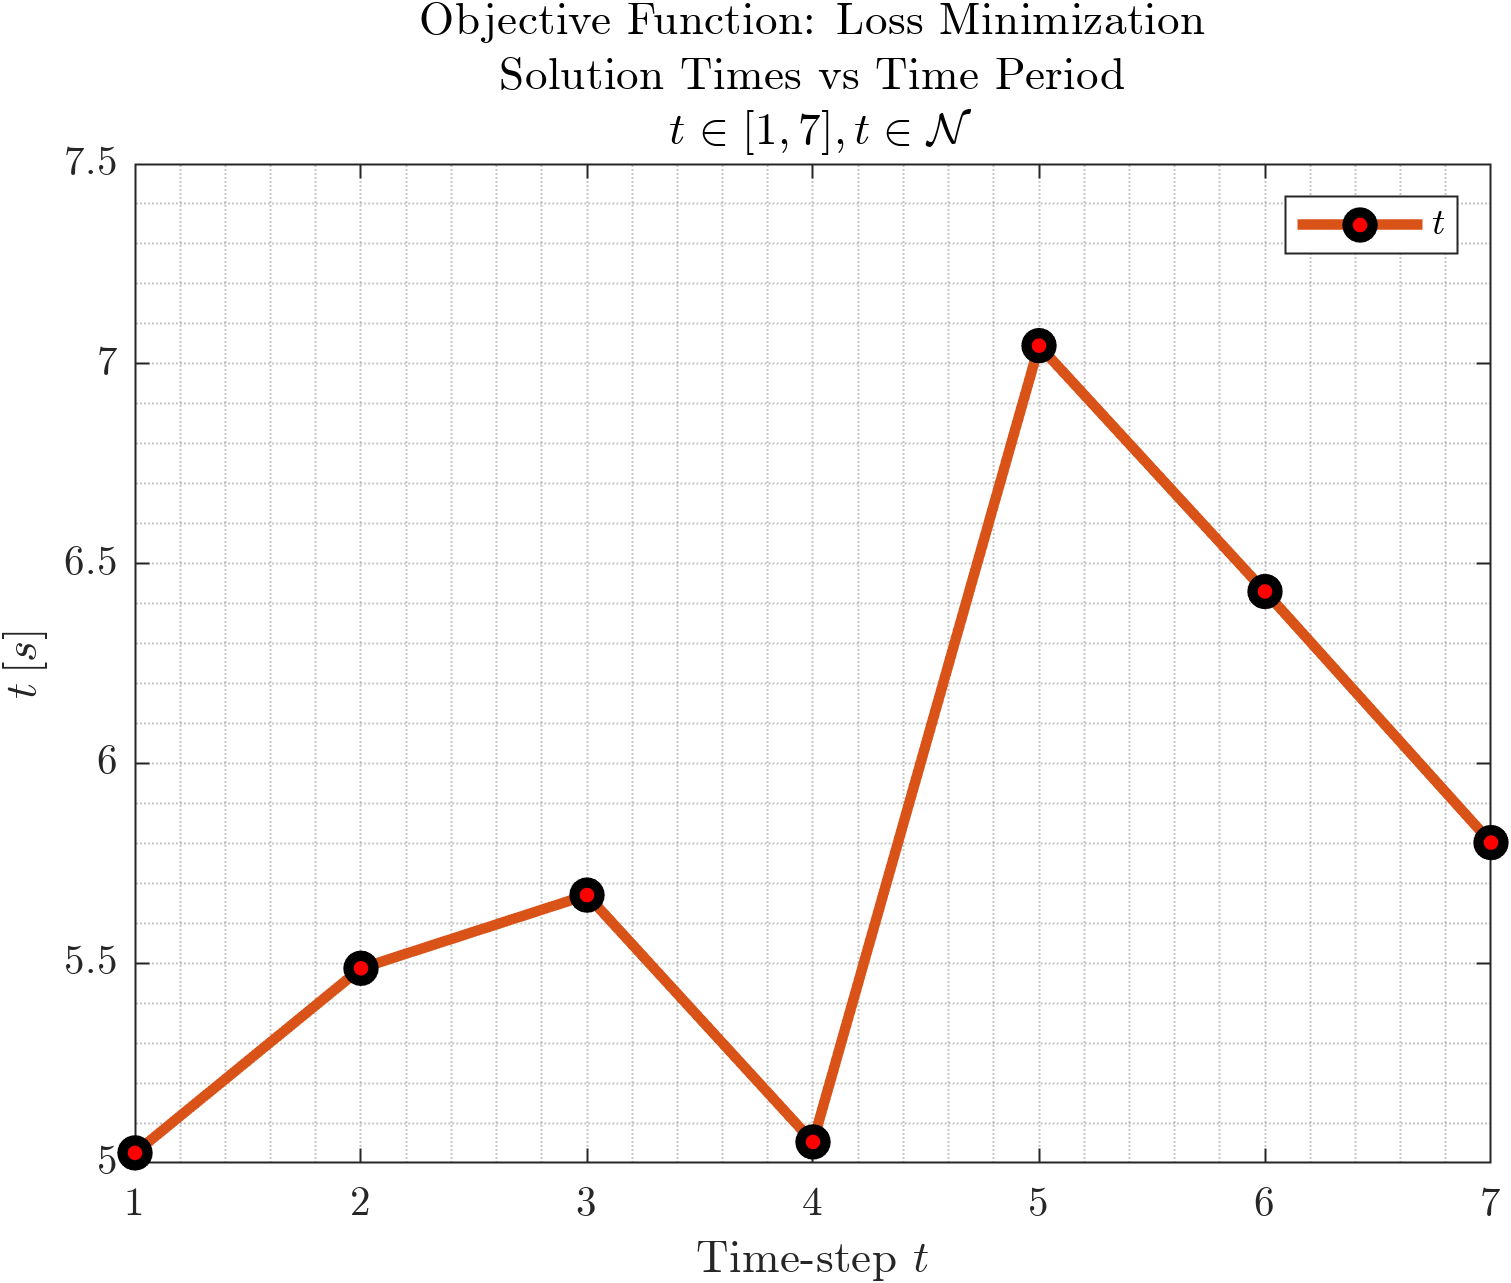 Objective Function: Loss Minimization
Solution Times vs Time Period
t ∈ [1, 7], t ∈ 𝒩
t
7.5
7
6.5
6
5.5
5
t [s]
1 2 3 4 5 6 7
Time-step t